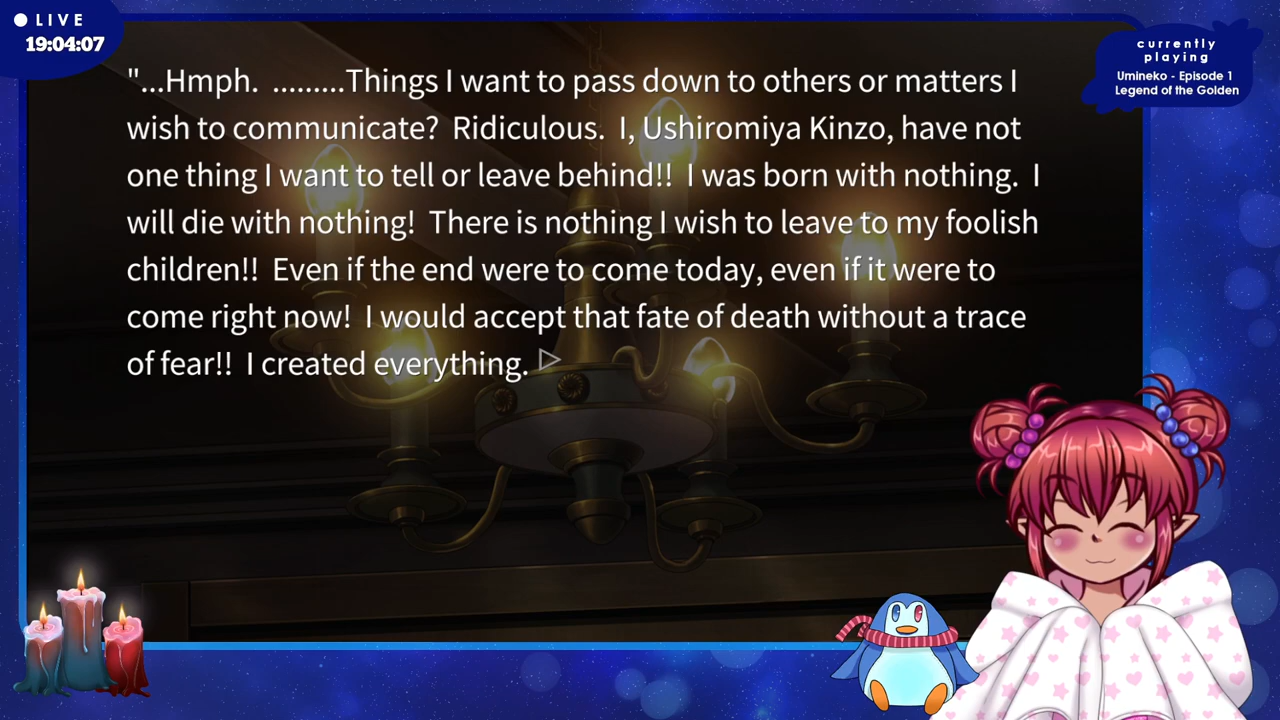 LIVE
19:04:07
currently
playing
Umineko - Episode 1
Legend of the Golden
"...Hmph.  .........Things I want to pass down to others or matters I
wish to communicate?  Ridiculous.  I, Ushiromiya Kinzo, have not
one thing I want to tell or leave behind!!  I was born with nothing.  I
will die with nothing!  There is nothing I wish to leave to my foolish
children!!  Even if the end were to come today, even if it were to
come right now!  I would accept that fate of death without a trace
of fear!!  I created everything.